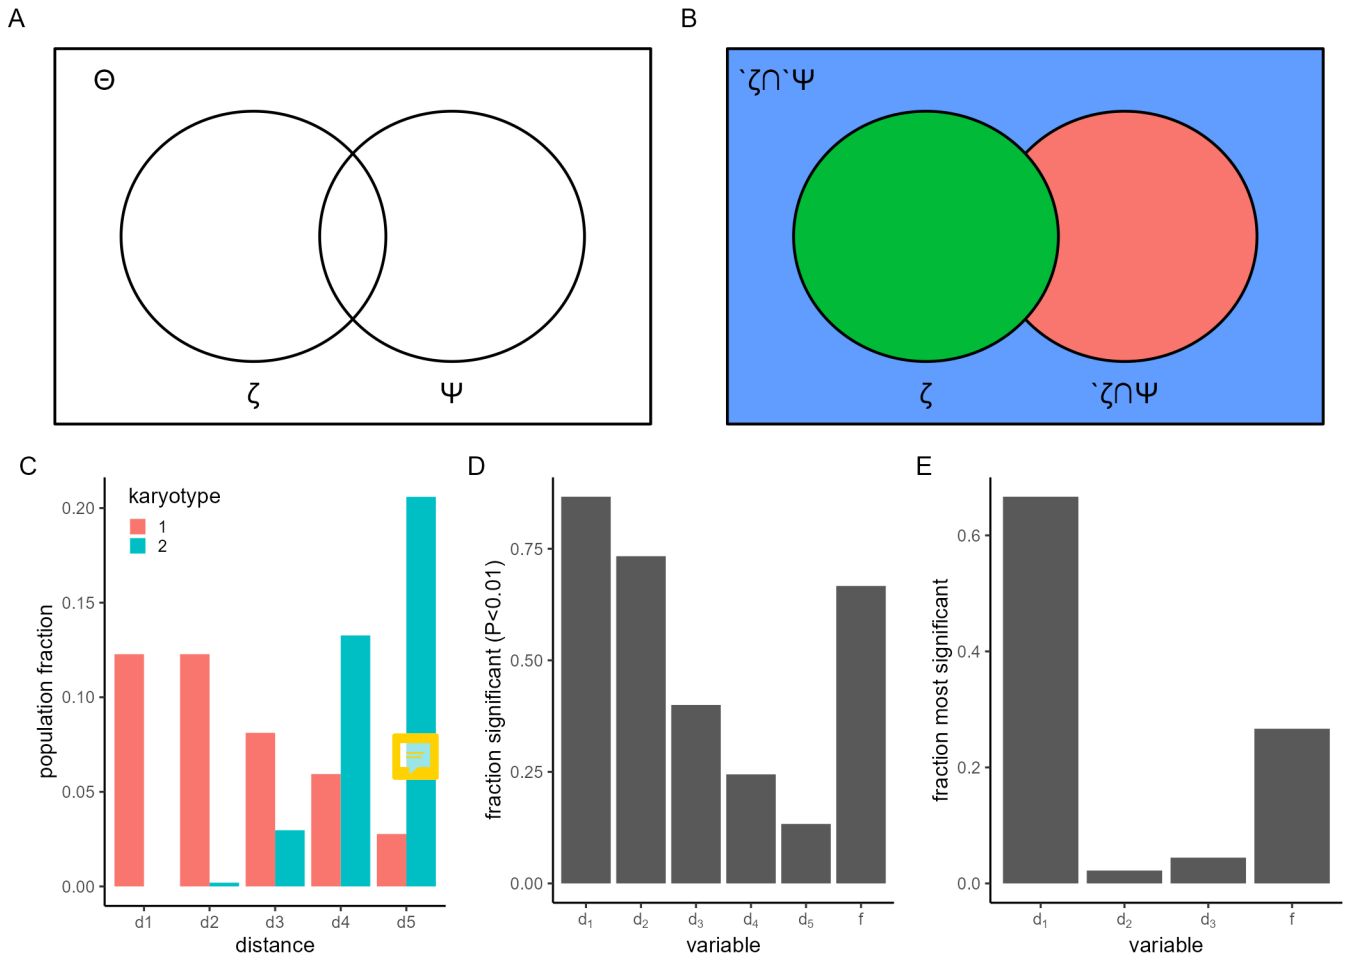 A
B
Θ
ζ
Ψ
`ζ∩`Ψ
ζ
`ζ∩Ψ
C
karyotype
1
2
population fraction
0.20
0.15
0.10
0.05
0.00
d1 d2 d3 d4 d5
distance
D
fraction significant (P<0.01)
0.75
0.50
0.25
0.00
d₁ d₂ d₃ d₄ d₅ f
variable
E
fraction most significant
0.6
0.4
0.2
0.0
d₁ d₂ d₃ f
variable